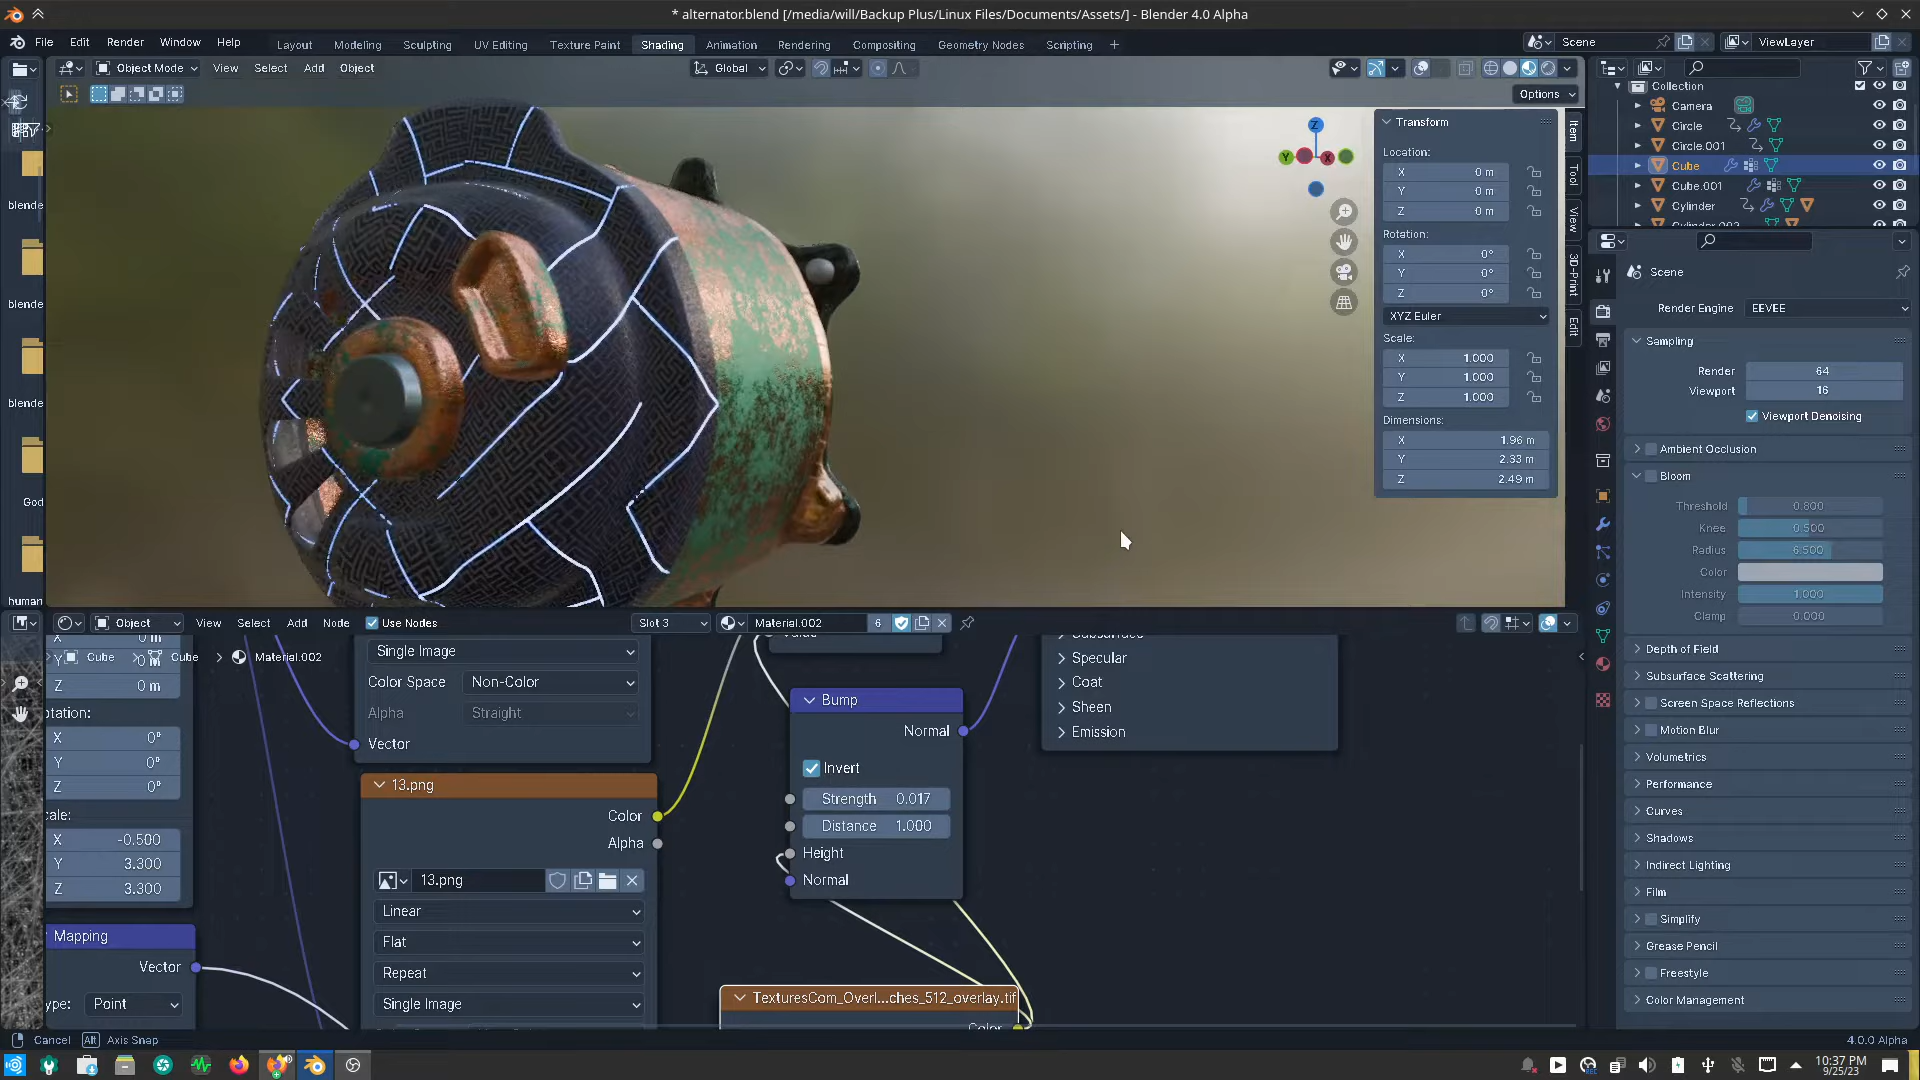 * alternator.blend [/media/will/Backup Plus/Linux Files/Documents/Assets/] - Blender 4.0 Alpha
File Edit Render Window Help
Layout Modeling Sculpting UV Editing Texture Paint Shading Animation Rendering Compositing Geometry Nodes Scripting +
Scene
ViewLayer
Object Mode View Select Add Object
Global
Options
blende
blende
blende
God
human
Transform
Location:
X 0 m
Y 0 m
Z 0 m
Rotation:
X 0°
Y 0°
Z 0°
XYZ Euler
Scale:
X 1.000
Y 1.000
Z 1.000
Dimensions:
X 1.96 m
Y 2.33 m
Z 2.49 m
Item
Tool
View
3D-Print
Edit
Z
Y
X
Collection
Camera
Circle
Circle.001
Cube
Cube.001
Cylinder
Scene
Render Engine EEVEE
Sampling
Render 64
Viewport 16
Viewport Denoising
Ambient Occlusion
Bloom
Threshold 0.800
Knee 0.500
Radius 6.500
Color
Intensity 1.000
Clamp 0.000
Depth of Field
Subsurface Scattering
Screen Space Reflections
Motion Blur
Volumetrics
Performance
Curves
Shadows
Indirect Lighting
Film
Simplify
Grease Pencil
Freestyle
Color Management
Object View Select Add Node Use Nodes
Slot 3
Material.002 6
Cube > Cube > Material.002
X 0 m
Y 0 m
Z 0 m
otation:
X 0°
Y 0°
Z 0°
cale:
X -0.500
Y 3.300
Z 3.300
Mapping
Vector
ype: Point
Single Image
Color Space Non-Color
Alpha Straight
Vector
13.png
Color
Alpha
13.png
Linear
Flat
Repeat
Single Image
Value
Bump
Normal
Invert
Strength 0.017
Distance 1.000
Height
Normal
TexturesCom_Overl...ches_512_overlay.tif
Color
Subsurface
Specular
Coat
Sheen
Emission
Cancel Alt Axis Snap
4.0.0 Alpha
10:37 PM
9/25/23